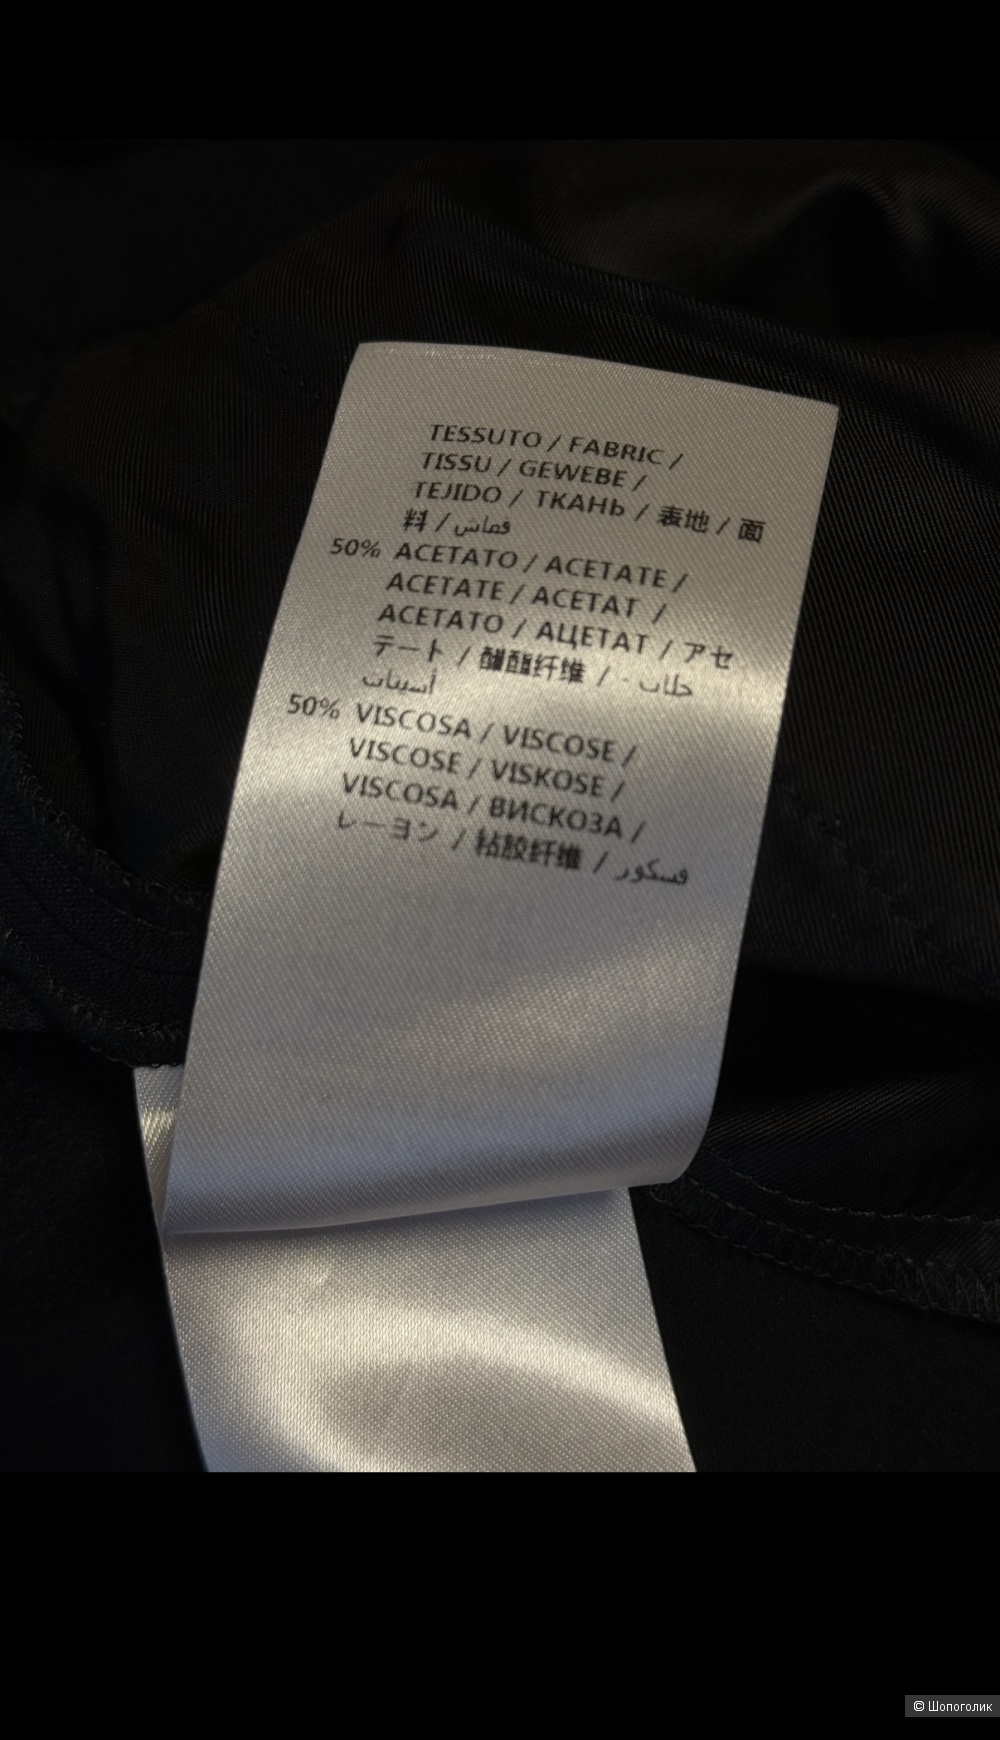 TESSUTO / FABRIC /
TISSU / GEWEBE /
TEJIDO / ТКАНЬ / 表地 / 面
料 / قماش
50% ACETATO / ACETATE /
ACETATE / ACETAT /
ACETATO / АЦЕТАТ / アセ
テート / 醋酯纤维 / - خلات
أسيتات
50% VISCOSA / VISCOSE /
VISCOSE / VISKOSE /
VISCOSA / ВИСКОЗА /
レーヨン / 粘胶纤维 / فسكوز
© Шопоголик